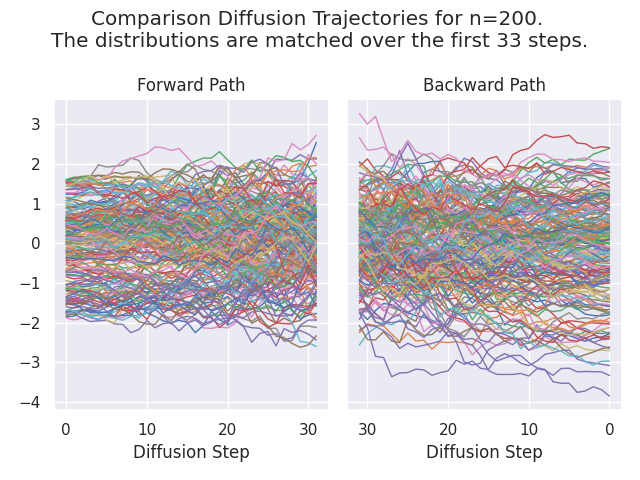 Comparison Diffusion Trajectories for n=200.
The distributions are matched over the first 33 steps.
Forward Path
Backward Path
3
2
1
0
−1
−2
−3
−4
0 10 20 30
30 20 10 0
Diffusion Step
Diffusion Step